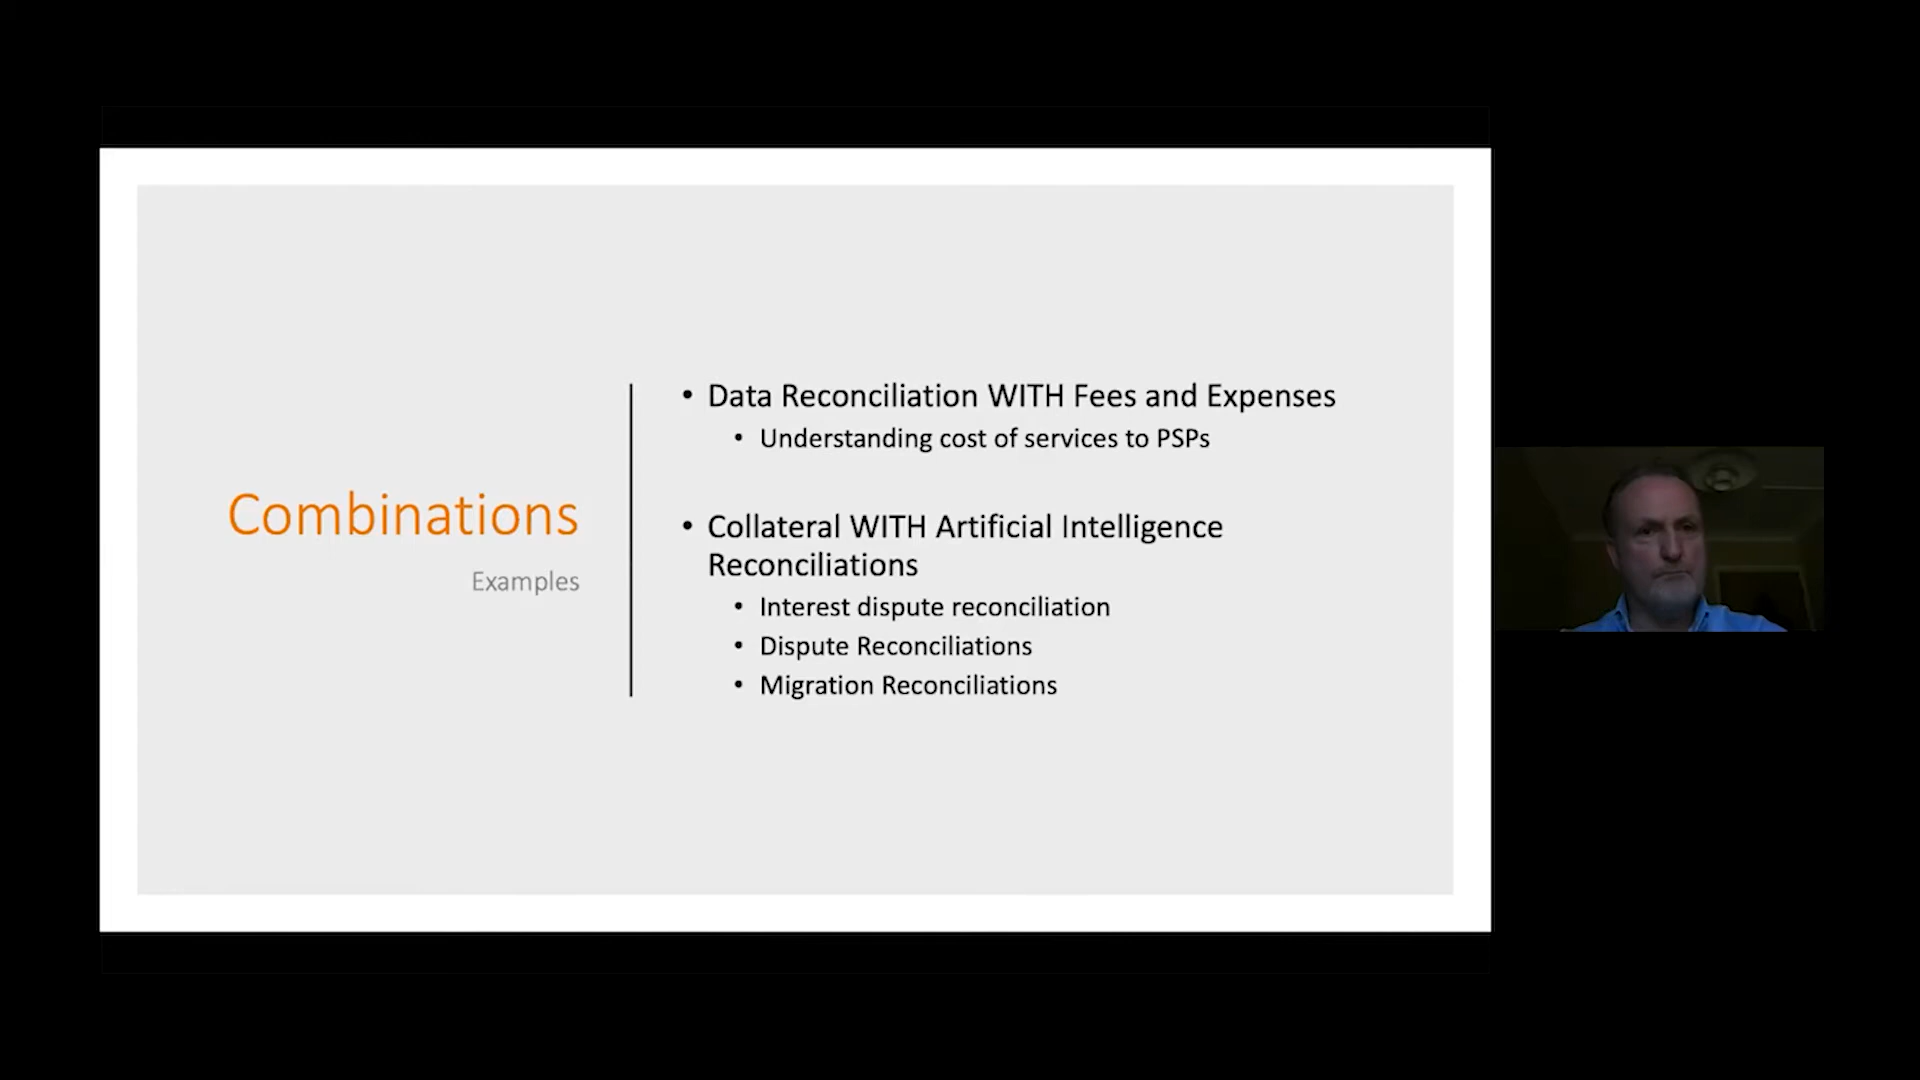 Combinations
Examples
• Data Reconciliation WITH Fees and Expenses
• Understanding cost of services to PSPs
• Collateral WITH Artificial Intelligence
Reconciliations
• Interest dispute reconciliation
• Dispute Reconciliations
• Migration Reconciliations